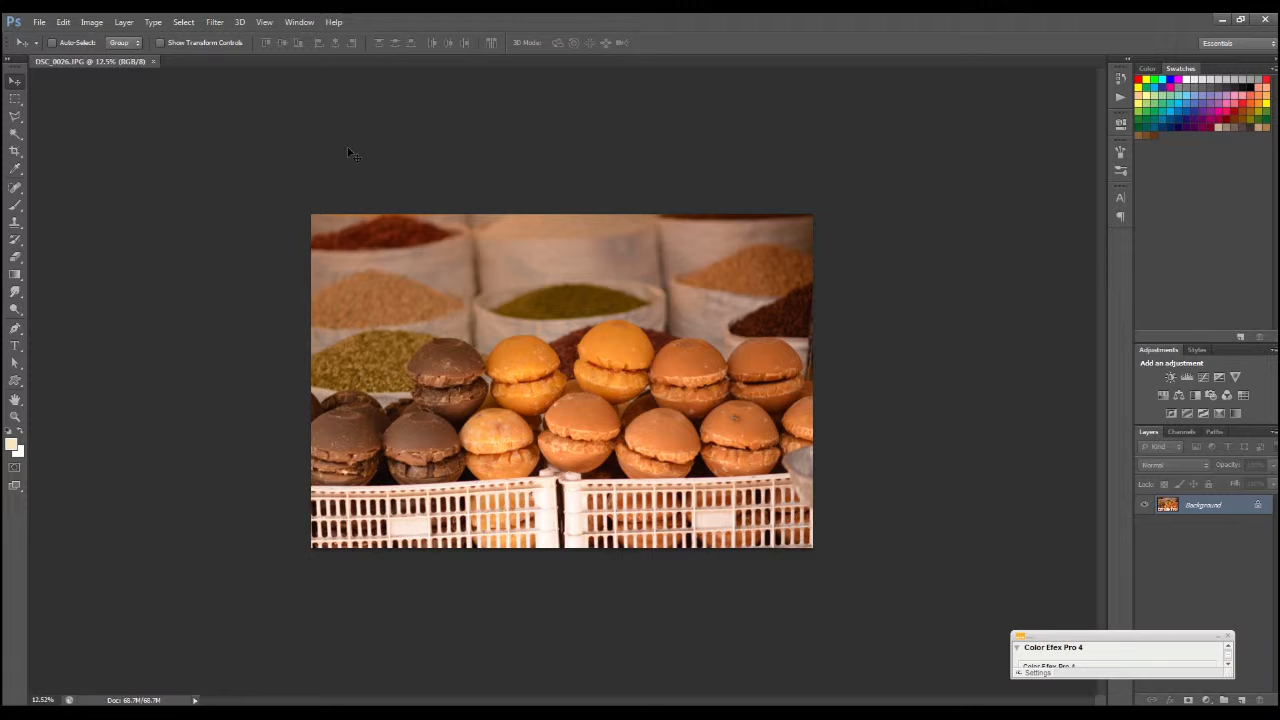 Ps File Edit Image Layer Type Select Filter 3D View Window Help
Auto-Select: Group Show Transform Controls 3D Mode: Essentials
DSC_0026.JPG @ 12.5% (RGB/8) ×
Color Swatches
Adjustments Styles
Add an adjustment
Layers Channels Paths
Kind
Normal Opacity: 100%
Lock: Fill: 100%
Background
Color Efex Pro 4
Color Efex Pro 4
Settings
12.52% Doc: 68.7M/68.7M